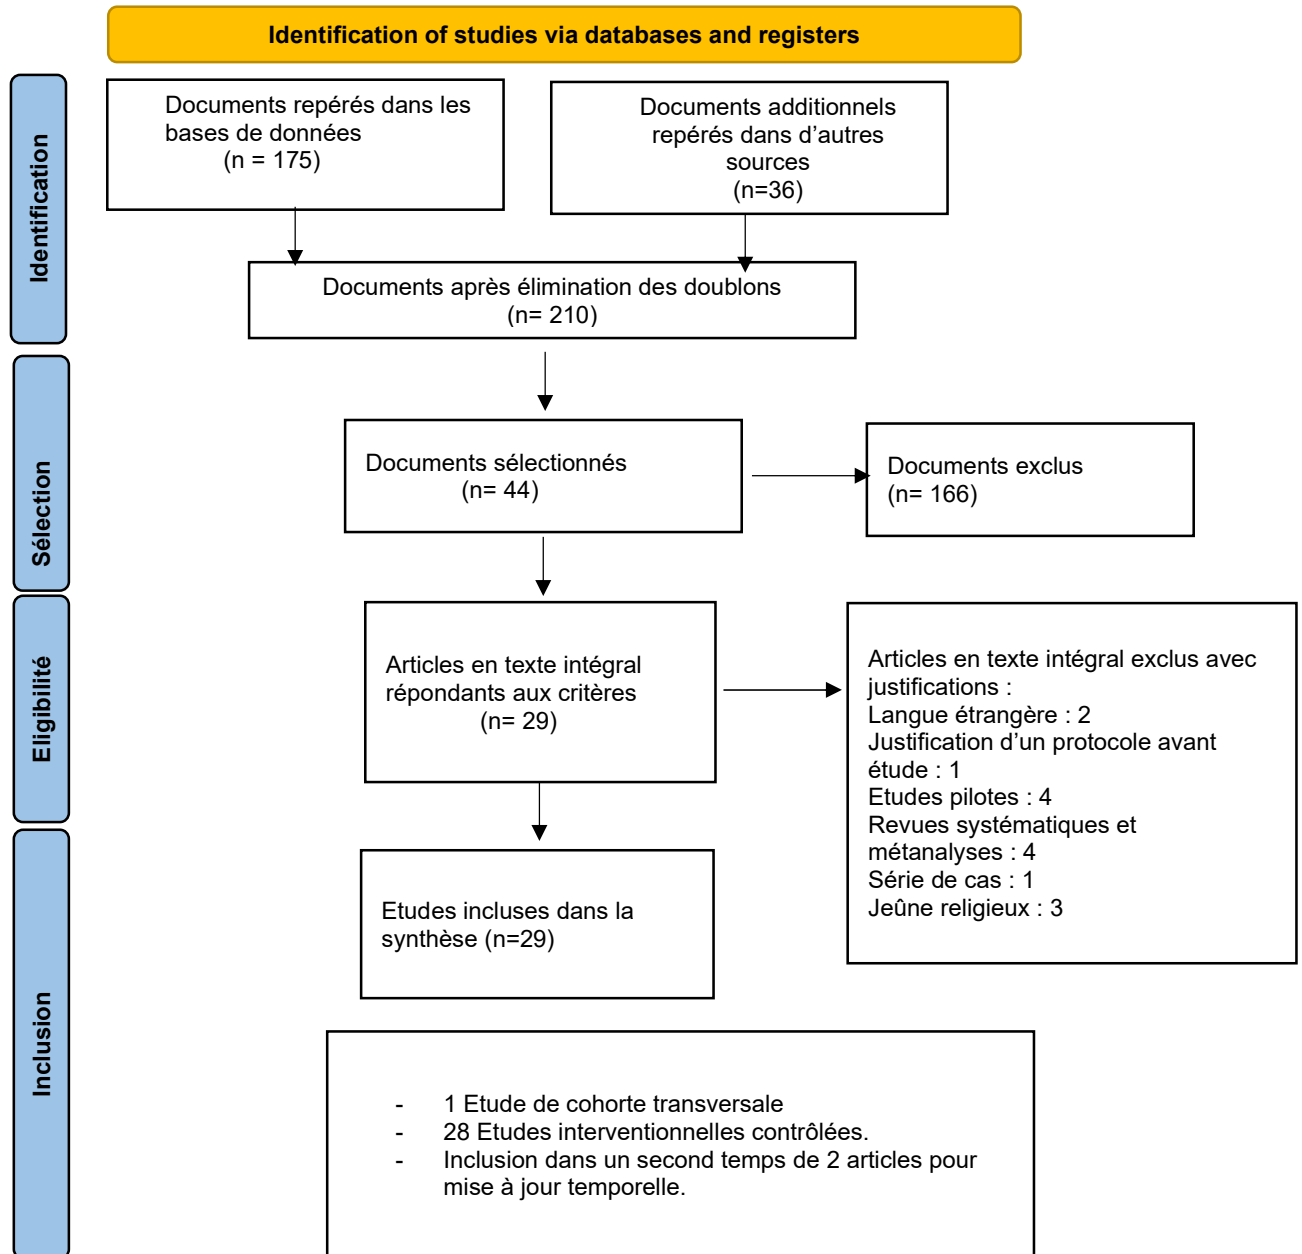 Identification of studies via databases and registers
Identification
Documents repérés dans les
bases de données
(n = 175)
Documents additionnels
repérés dans d’autres
sources
(n=36)
Documents après élimination des doublons
(n= 210)
Sélection
Documents sélectionnés
(n= 44)
Documents exclus
(n= 166)
Eligibilité
Articles en texte intégral
répondants aux critères
(n= 29)
Articles en texte intégral exclus avec
justifications :
Langue étrangère : 2
Justification d’un protocole avant
étude : 1
Etudes pilotes : 4
Revues systématiques et
métanalyses : 4
Série de cas : 1
Jeûne religieux : 3
Inclusion
Etudes incluses dans la
synthèse (n=29)
- 1 Etude de cohorte transversale
- 28 Etudes interventionnelles contrôlées.
- Inclusion dans un second temps de 2 articles pour
mise à jour temporelle.